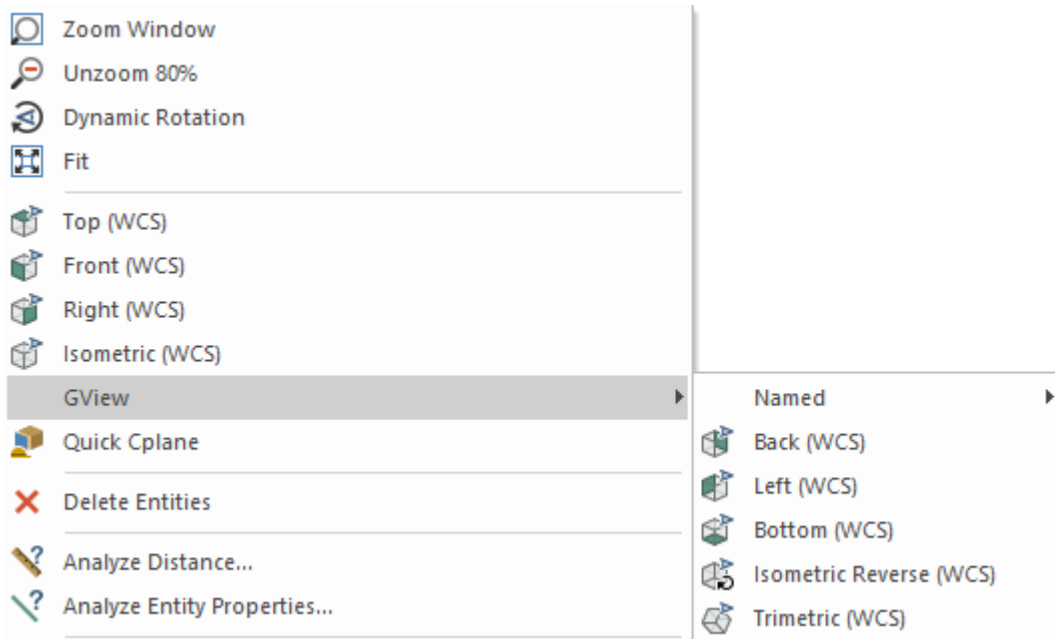 Zoom Window
Unzoom 80%
Dynamic Rotation
Fit
Top (WCS)
Front (WCS)
Right (WCS)
Isometric (WCS)
GView
Quick Cplane
Delete Entities
Analyze Distance...
Analyze Entity Properties...
Named
Back (WCS)
Left (WCS)
Bottom (WCS)
Isometric Reverse (WCS)
Trimetric (WCS)